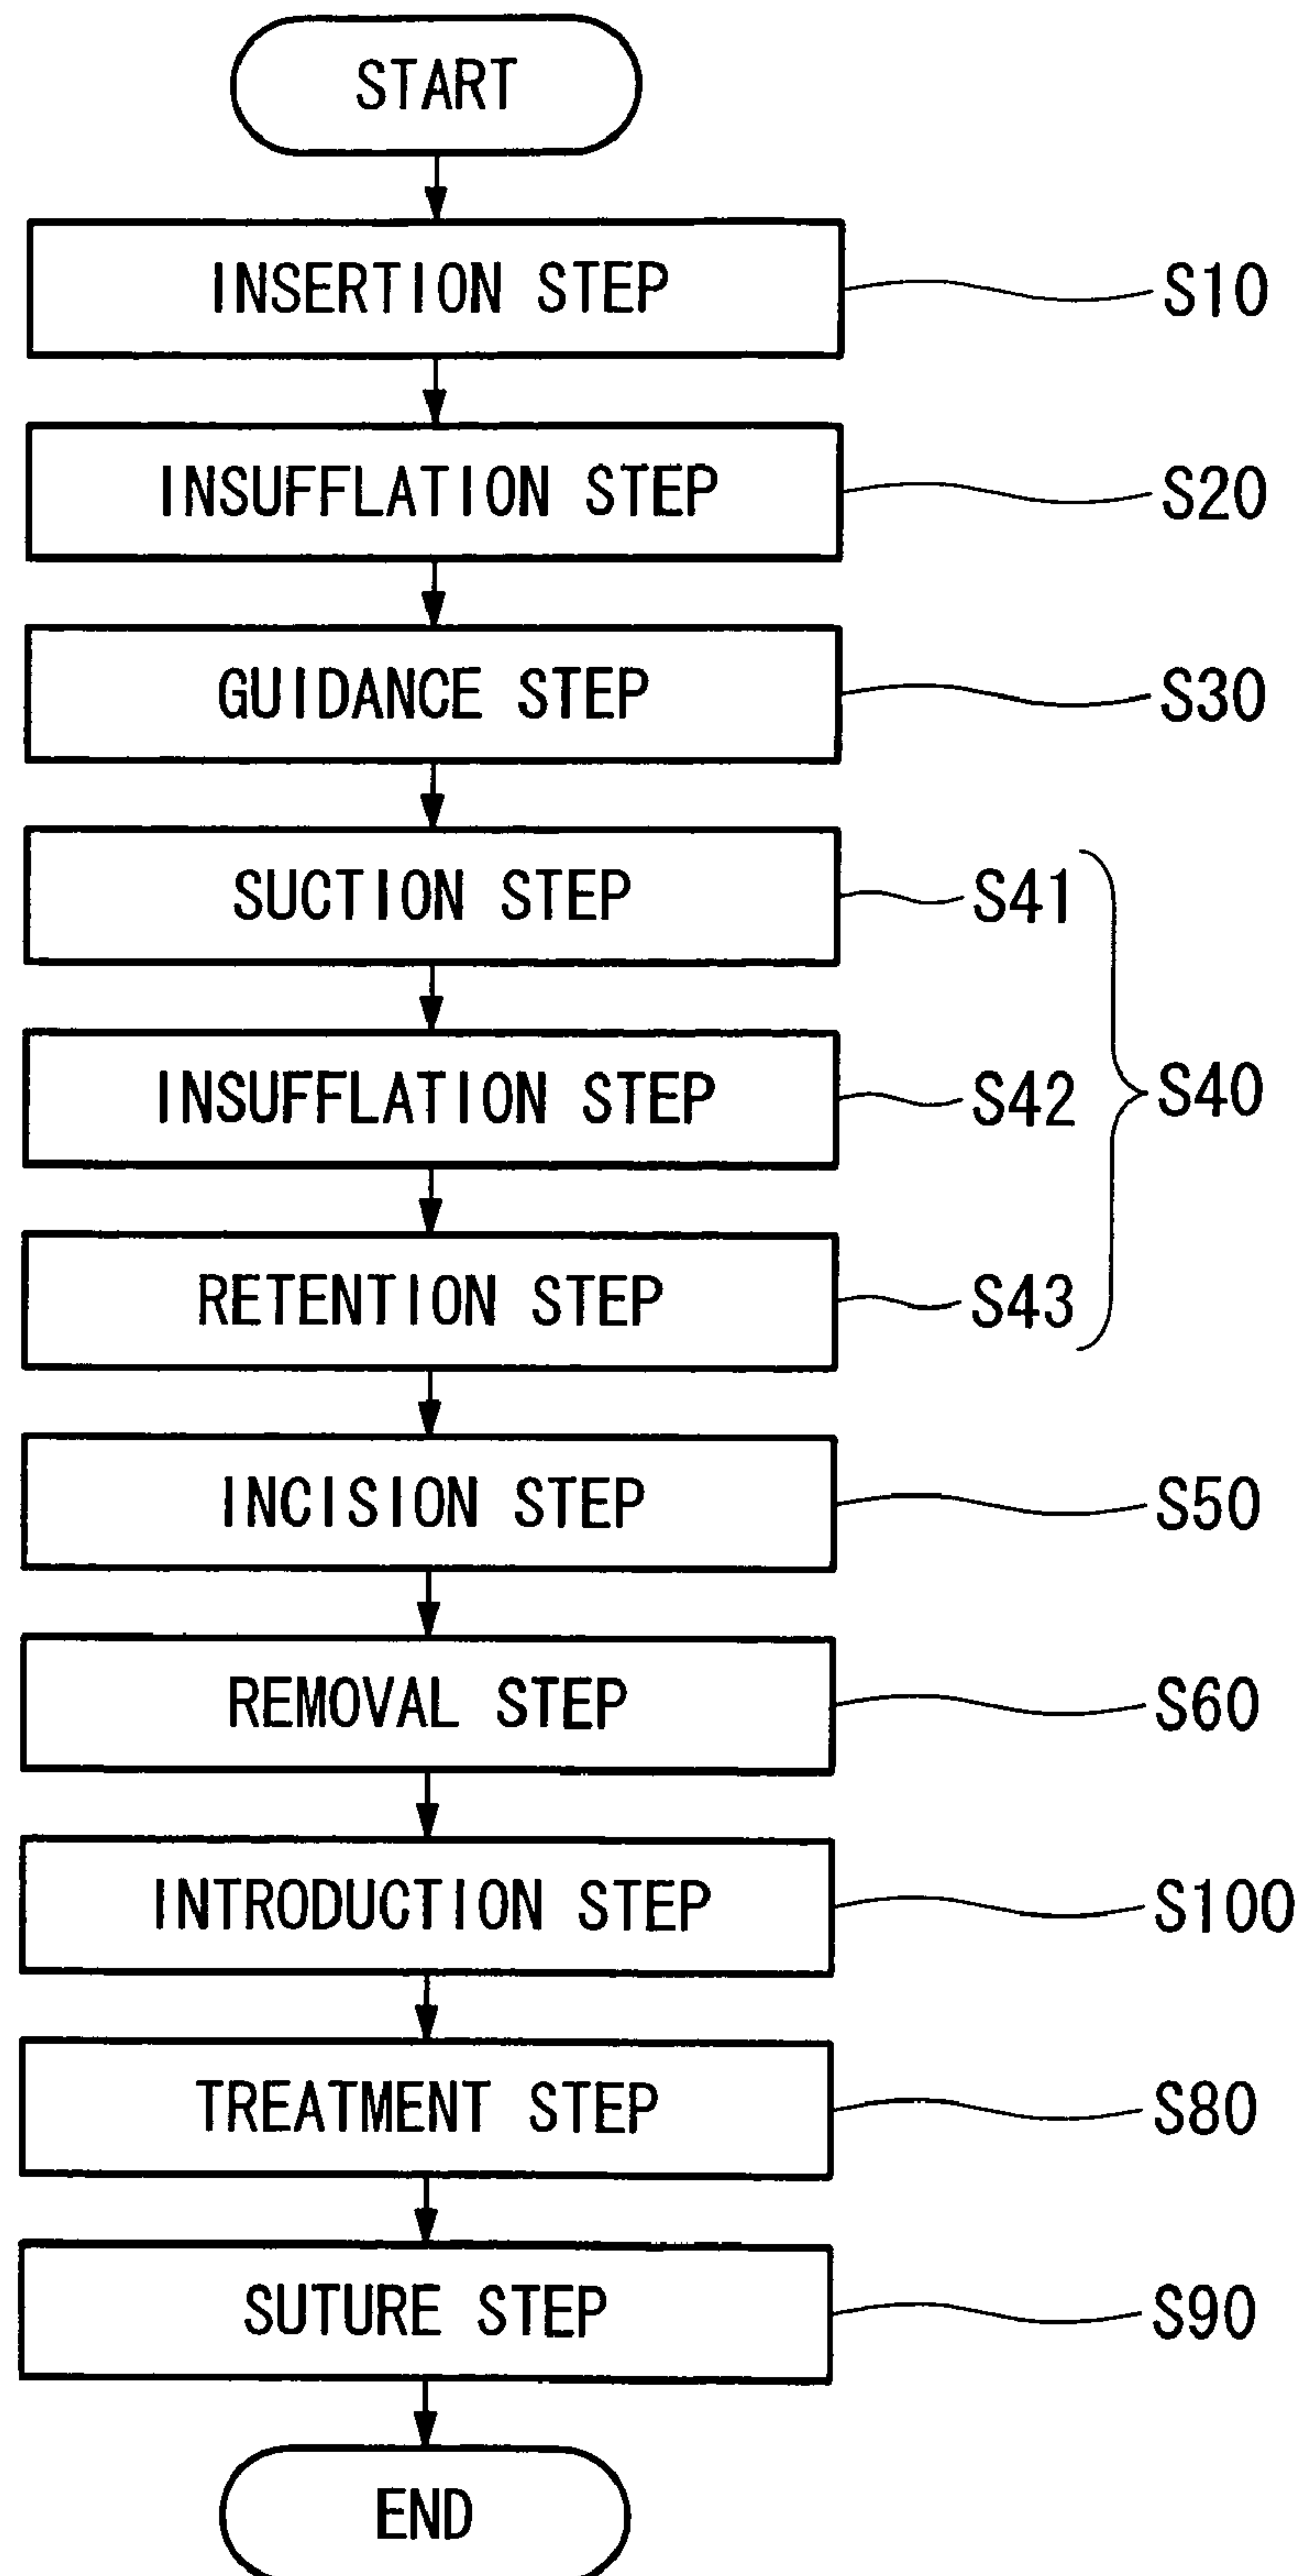 START
INSERTION STEP S10
INSUFFLATION STEP S20
GUIDANCE STEP S30
SUCTION STEP S41
INSUFFLATION STEP S42 S40
RETENTION STEP S43
INCISION STEP S50
REMOVAL STEP S60
INTRODUCTION STEP S100
TREATMENT STEP S80
SUTURE STEP S90
END